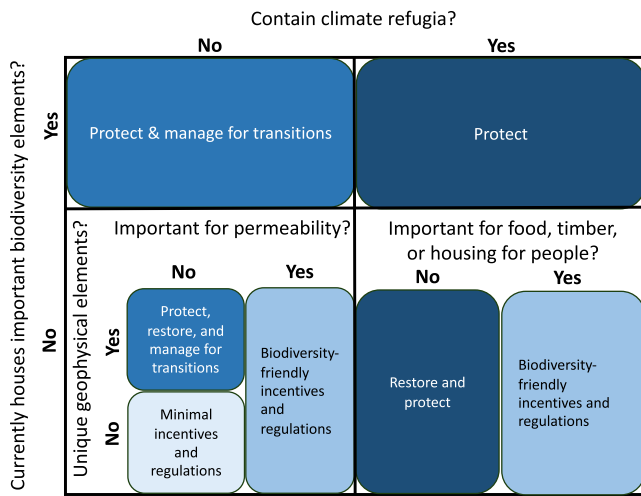 Contain climate refugia?
No
Yes
Currently houses important biodiversity elements?
Yes
Protect & manage for transitions
Protect
No
Unique geophysical elements?
Important for permeability?
No
Yes
Yes
Protect,
restore, and
manage for
transitions
No
Minimal
incentives
and
regulations
Biodiversity-
friendly
incentives
and
regulations
Important for food, timber,
or housing for people?
No
Yes
Restore and
protect
Biodiversity-
friendly
incentives and
regulations